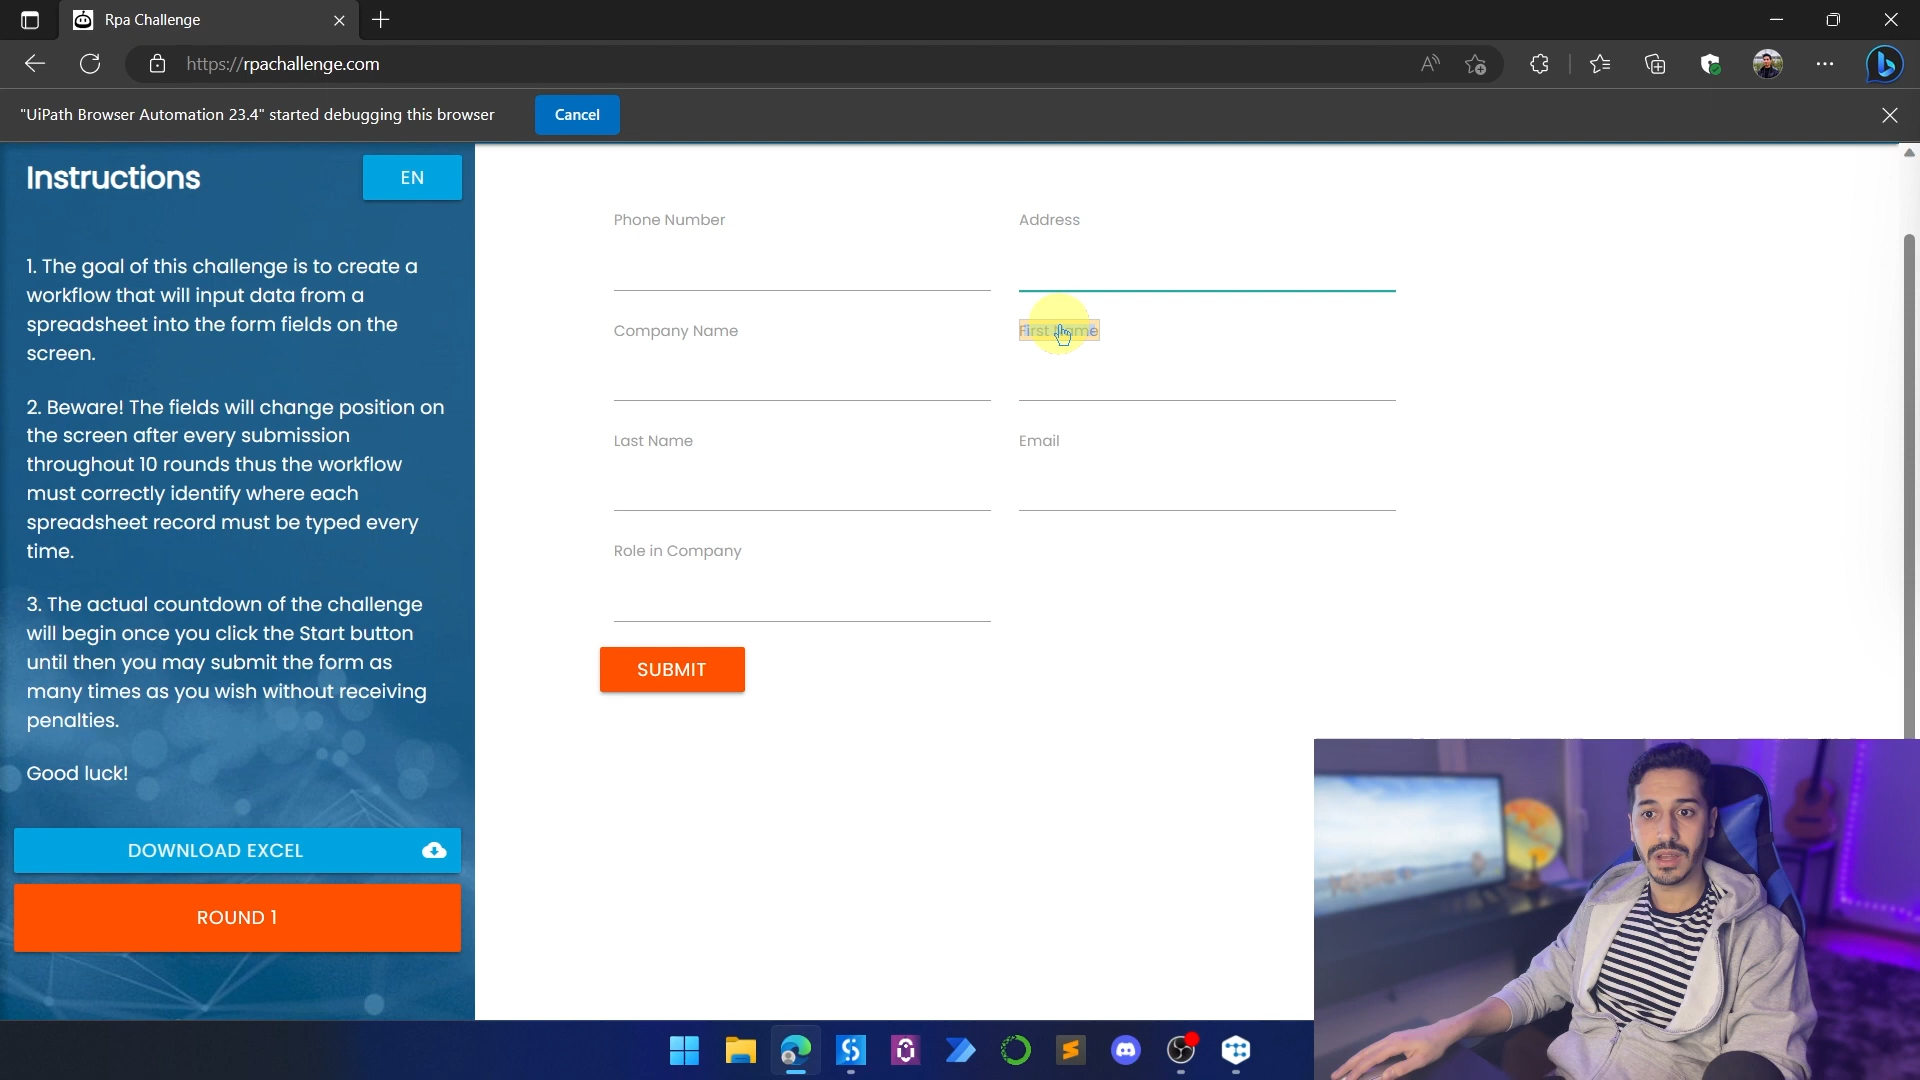 Rpa Challenge
https://rpachallenge.com
"UiPath Browser Automation 23.4" started debugging this browser
Cancel
Instructions
EN
1. The goal of this challenge is to create a
workflow that will input data from a
spreadsheet into the form fields on the
screen.
2. Beware! The fields will change position on
the screen after every submission
throughout 10 rounds thus the workflow
must correctly identify where each
spreadsheet record must be typed every
time.
3. The actual countdown of the challenge
will begin once you click the Start button
until then you may submit the form as
many times as you wish without receiving
penalties.
Good luck!
DOWNLOAD EXCEL
ROUND 1
Phone Number
Address
Company Name
First Name
Last Name
Email
Role in Company
SUBMIT